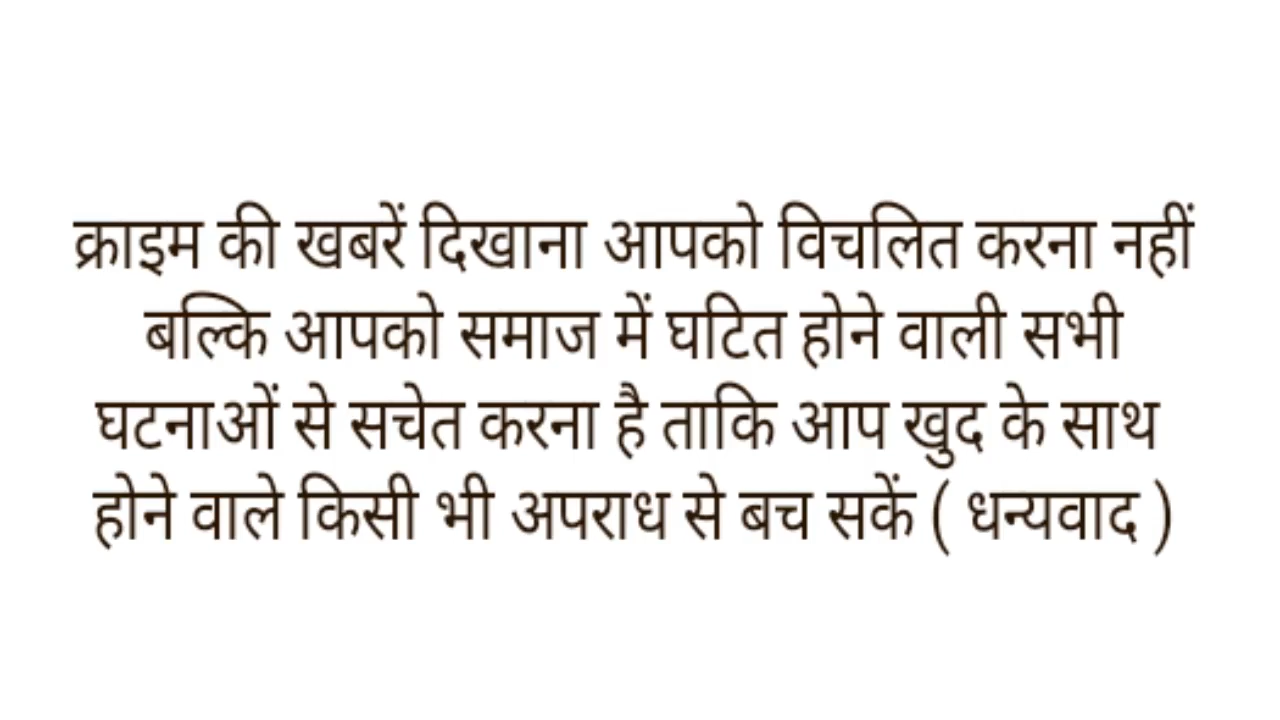 क्राइम की खबरें दिखाना आपको विचलित करना नहीं
बल्कि आपको समाज में घटित होने वाली सभी
घटनाओं से सचेत करना है ताकि आप खुद के साथ
होने वाले किसी भी अपराध से बच सकें ( धन्यवाद )